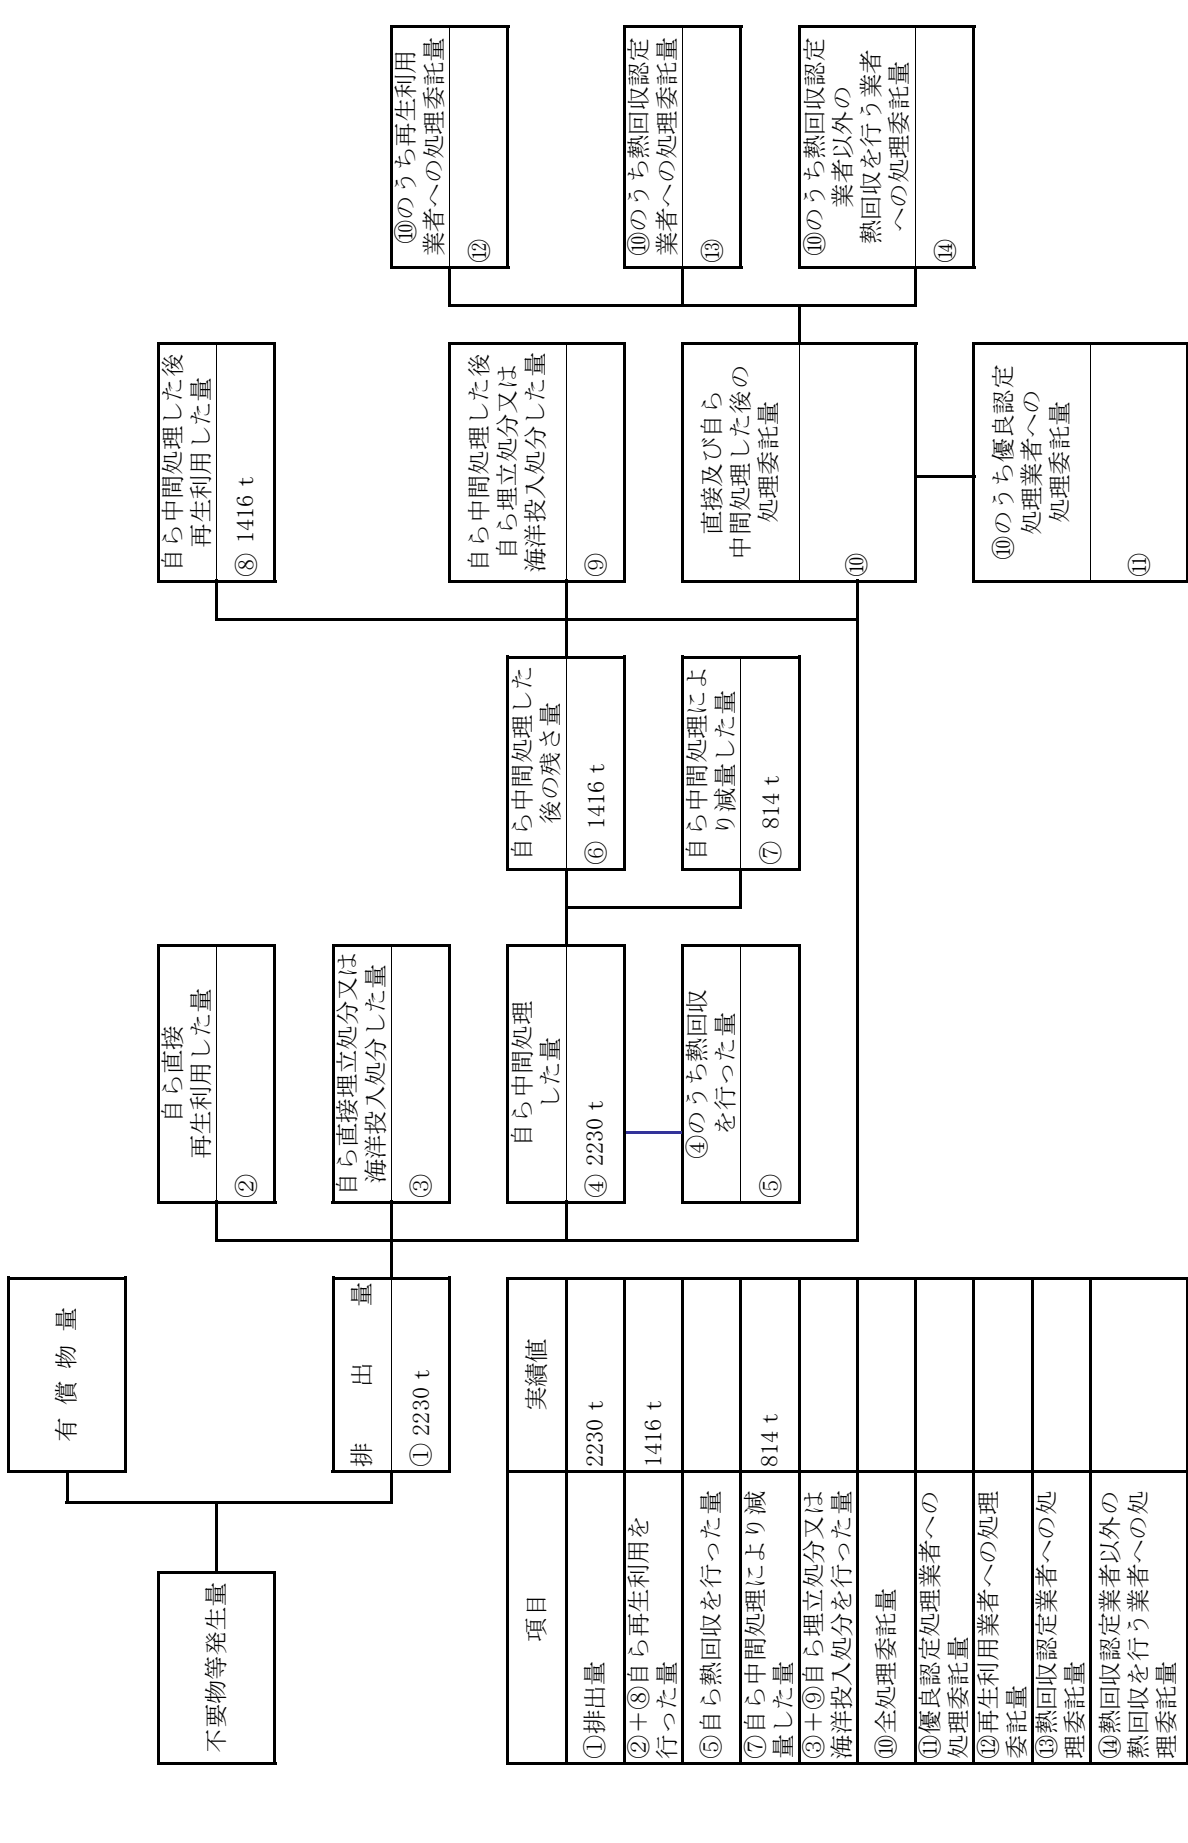 不要物等発生量
有償物量
排出量
① 2230 t
自ら直接
再生利用した量
②
自ら直接埋立処分又は
海洋投入処分した量
③
自ら中間処理
した量
④ 2230 t
④のうち熱回収
を行った量
⑤
自ら中間処理した
後の残さ量
⑥ 1416 t
自ら中間処理によ
り減量した量
⑦ 814 t
自ら中間処理した後
再生利用した量
⑧ 1416 t
自ら中間処理した後
自ら埋立処分又は
海洋投入処分した量
⑨
直接及び自ら
中間処理した後の
処理委託量
⑩
⑩のうち優良認定
処理業者への
処理委託量
⑪
⑩のうち再生利用
業者への処理委託量
⑫
⑩のうち熱回収認定
業者への処理委託量
⑬
⑩のうち熱回収認定
業者以外の
熱回収を行う業者
への処理委託量
⑭
項目
実績値
①排出量
2230 t
②+⑧自ら再生利用を
行った量
1416 t
⑤自ら熱回収を行った量
⑦自ら中間処理により減
量した量
814 t
③+⑨自ら埋立処分又は
海洋投入処分を行った量
⑩全処理委託量
⑪優良認定処理業者への
処理委託量
⑫再生利用業者への処理
委託量
⑬熱回収認定業者への処
理委託量
⑭熱回収認定業者以外の
熱回収を行う業者への処
理委託量